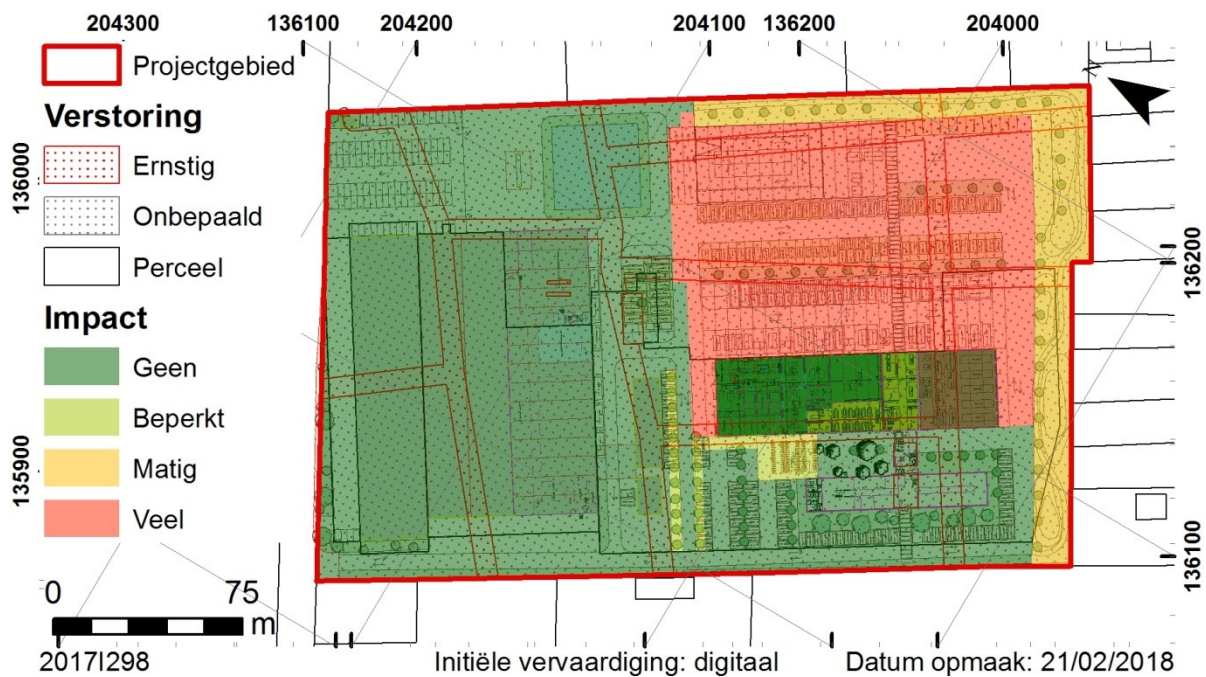 204300 136100 204200 204100 136200 204000
Projectgebied
Verstoring
Ernstig
Onbepaald
Perceel
Impact
Geen
Beperkt
Matig
Veel
136000
135900
N
136200
136100
0 75
m
2017I298 Initiële vervaardiging: digitaal Datum opmaak: 21/02/2018